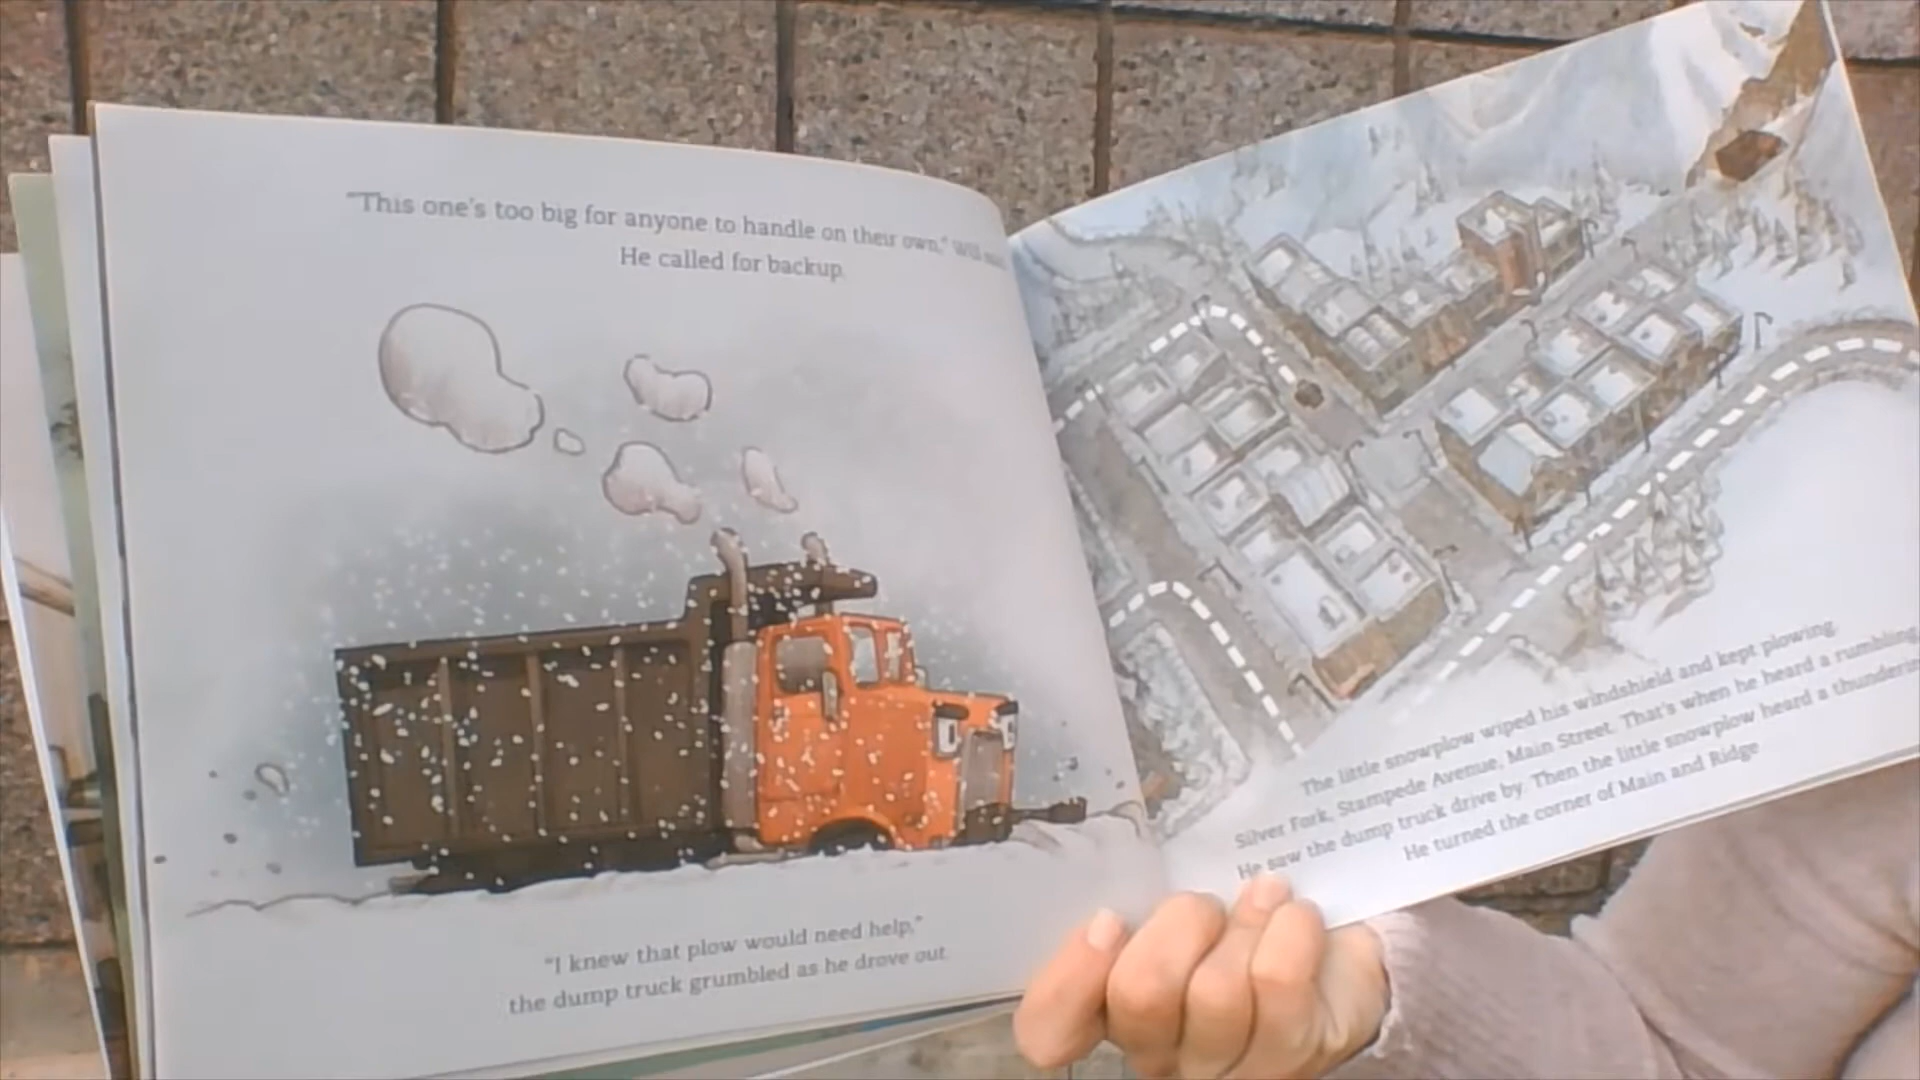 "This one's too big for anyone to handle on their own," Will
He called for backup.
"I knew that plow would need help,"
the dump truck grumbled as he drove out.
The little snowplow wiped his windshield and kept plowing.
Silver Fork, Stampede Avenue, Main Street. That's when he heard a rumbling
He saw the dump truck drive by. Then the little snowplow heard a thundering
He turned the corner of Main and Ridge